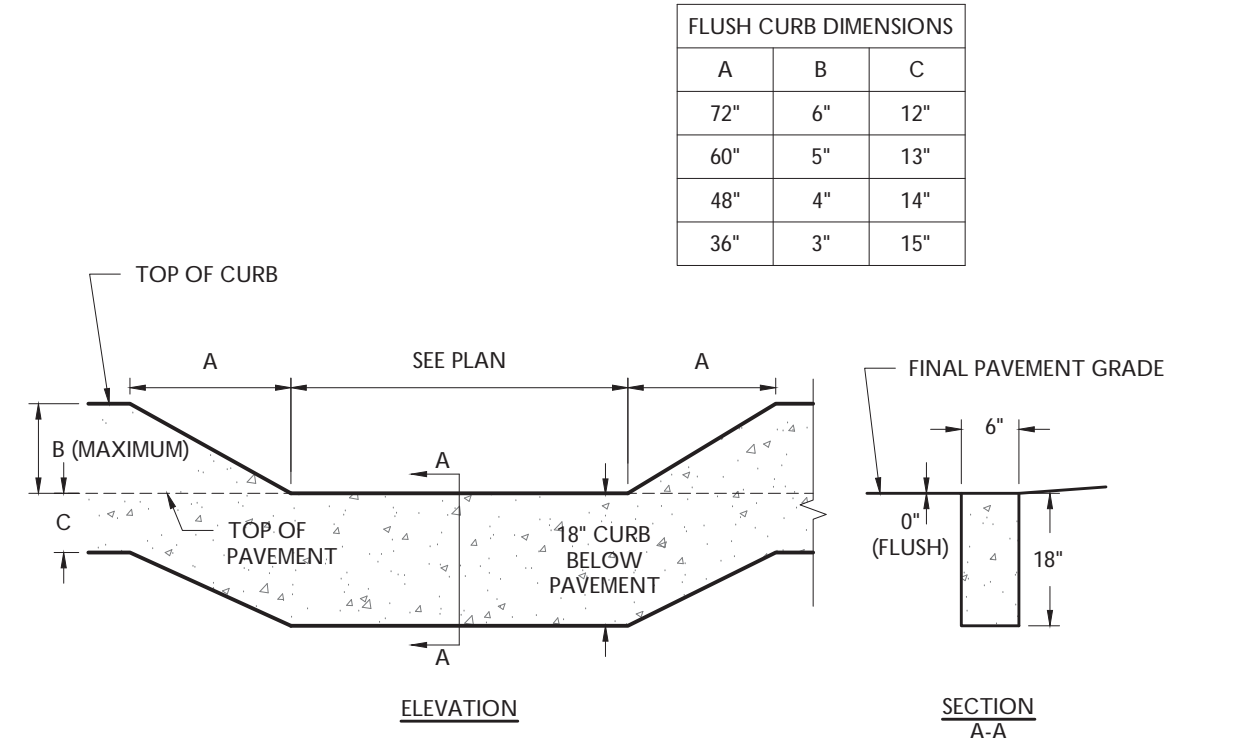 FLUSH CURB DIMENSIONS
A B C
72" 6" 12"
60" 5" 13"
48" 4" 14"
36" 3" 15"
TOP OF CURB
A
SEE PLAN
A
B (MAXIMUM)
C
TOP OF
PAVEMENT
A
18" CURB
BELOW
PAVEMENT
A
ELEVATION
FINAL PAVEMENT GRADE
6"
0"
(FLUSH)
18"
SECTION
A-A